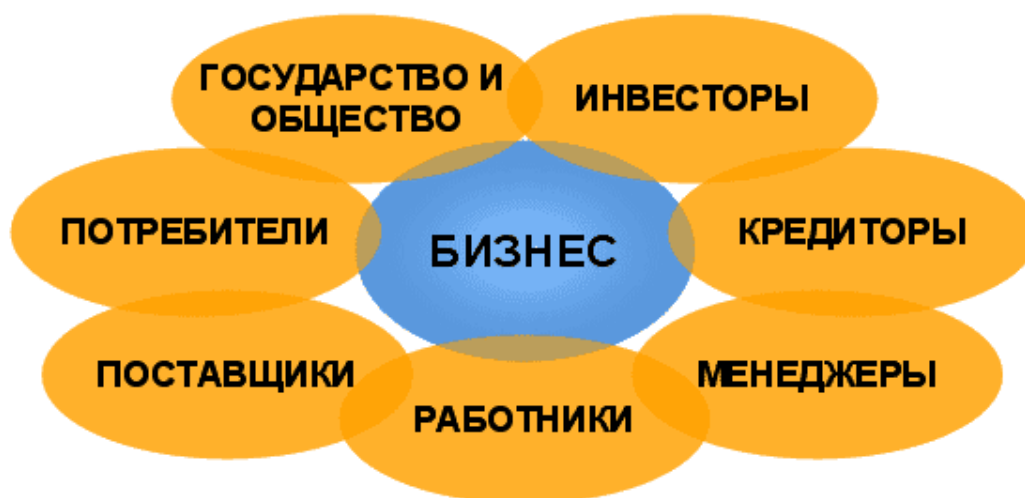 ГОСУДАРСТВО И
ОБЩЕСТВО
ИНВЕСТОРЫ
ПОТРЕБИТЕЛИ
БИЗНЕС
КРЕДИТОРЫ
ПОСТАВЩИКИ
РАБОТНИКИ
МЕНЕДЖЕРЫ